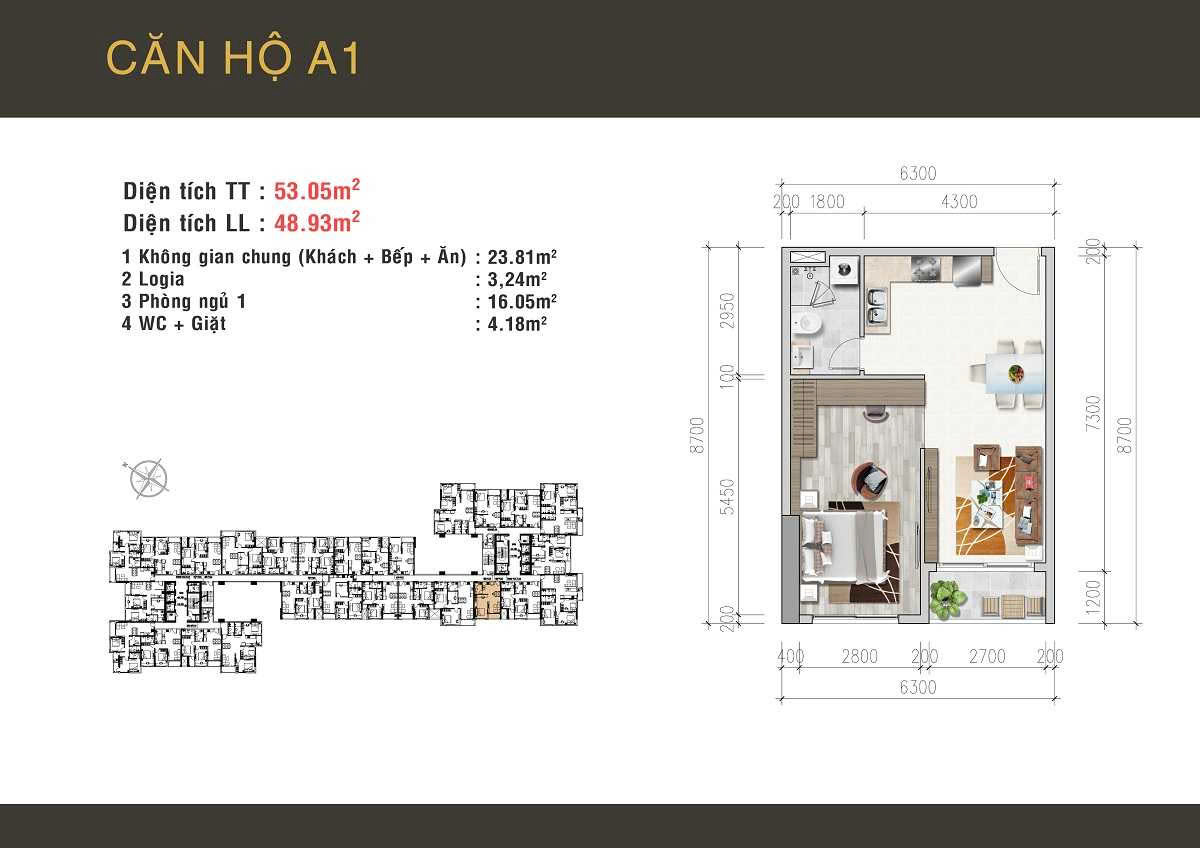 CĂN HỘ A1
Diện tích TT : 53.05m²
Diện tích LL : 48.93m²
1 Không gian chung (Khách + Bếp + Ăn) : 23.81m²
2 Logia : 3,24m²
3 Phòng ngủ 1 : 16.05m²
4 WC + Giặt : 4.18m²
6300
200 1800 4300
200
2950
100
8700
5450
200
7300
8700
1200
400 2800 200 2700 200
6300